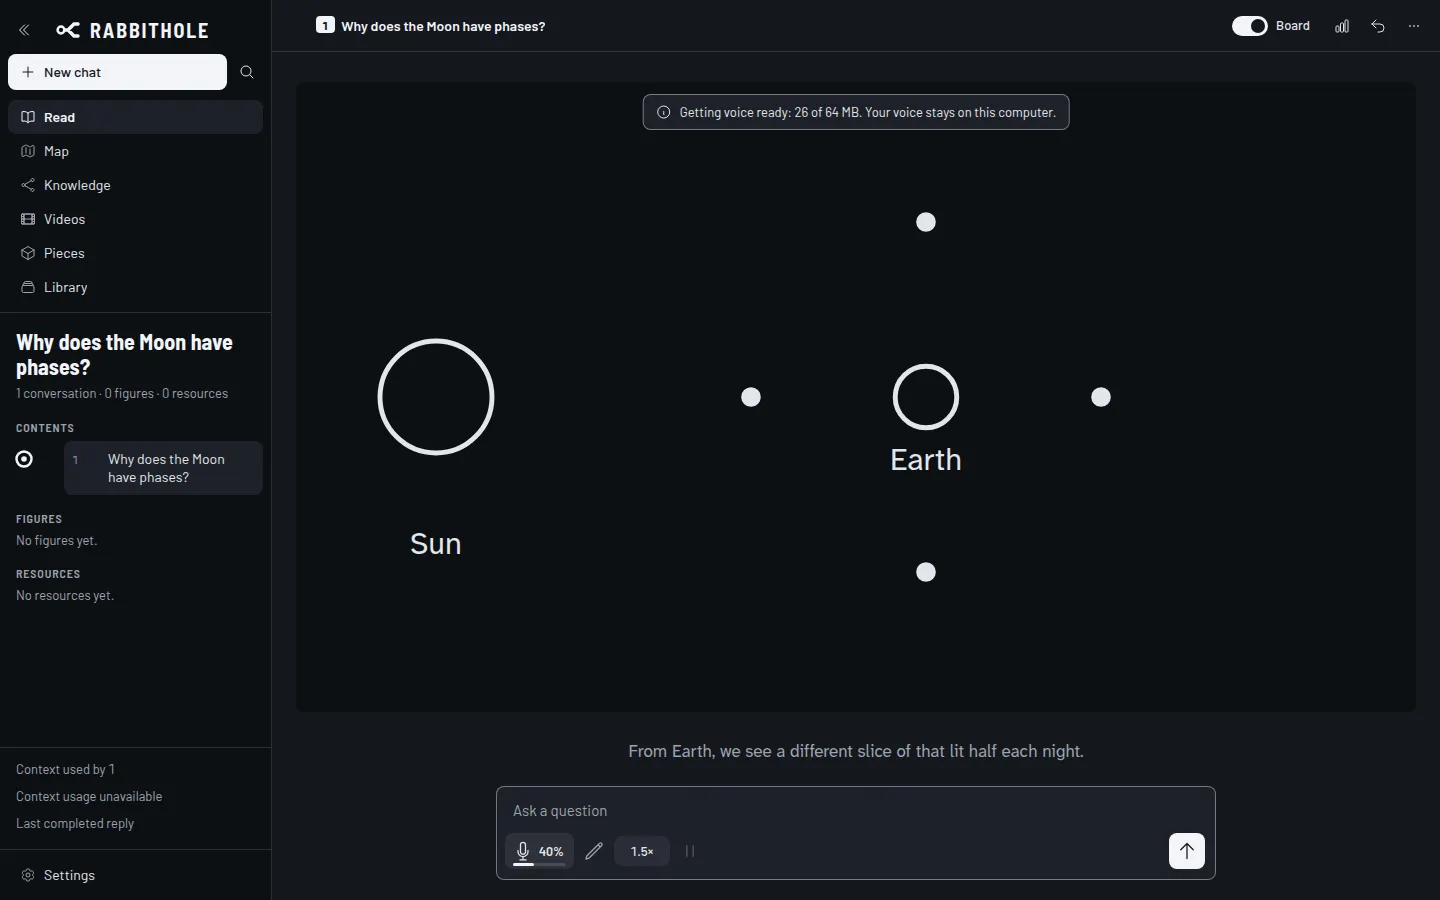 RABBITHOLE
New chat
Read
Map
Knowledge
Videos
Pieces
Library
Why does the Moon have
phases?
1 conversation · 0 figures · 0 resources
CONTENTS
1 Why does the Moon
have phases?
FIGURES
No figures yet.
RESOURCES
No resources yet.
Context used by 1
Context usage unavailable
Last completed reply
Settings
1 Why does the Moon have phases?
Board
Getting voice ready: 26 of 64 MB. Your voice stays on this computer.
Earth
Sun
From Earth, we see a different slice of that lit half each night.
Ask a question
40%
1.5×